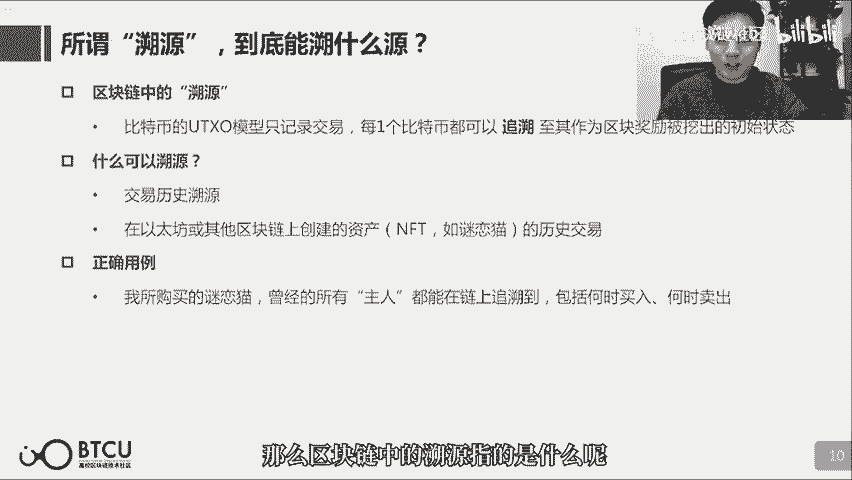 所谓“溯源”，到底能溯什么源？
bilibili
区块链中的“溯源”
比特币的UTXO模型只记录交易，每1个比特币都可以 追溯 至其作为区块奖励被挖出的初始状态
什么可以溯源？
交易历史溯源
在以太坊或其他区块链上创建的资产（NFT，如谜恋猫）的历史交易
正确用例
我所购买的谜恋猫，曾经的所有“主人”都能在链上追溯到，包括何时买入、何时卖出
BTCU
高校区块链技术社区
那么区块链中的溯源指的是什么呢
10